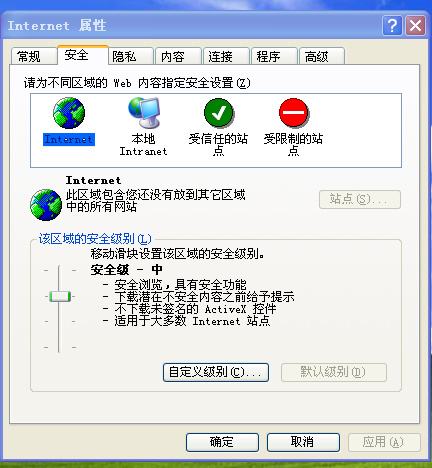 Internet 属性
常规 安全 隐私 内容 连接 程序 高级
请为不同区域的 Web 内容指定安全设置(Z)
Internet
本地
Intranet
受信任的站
点
受限制的站
点
Internet
此区域包含您还没有放到其它区域
中的所有网站
站点(S)...
该区域的安全级别(L)
移动滑块设置该区域的安全级别。
安全级 - 中
- 安全浏览，具有安全功能
- 下载潜在不安全内容之前给予提示
- 不下载未签名的 ActiveX 控件
- 适用于大多数 Internet 站点
自定义级别(C)... 默认级别(D)
确定 取消 应用(A)